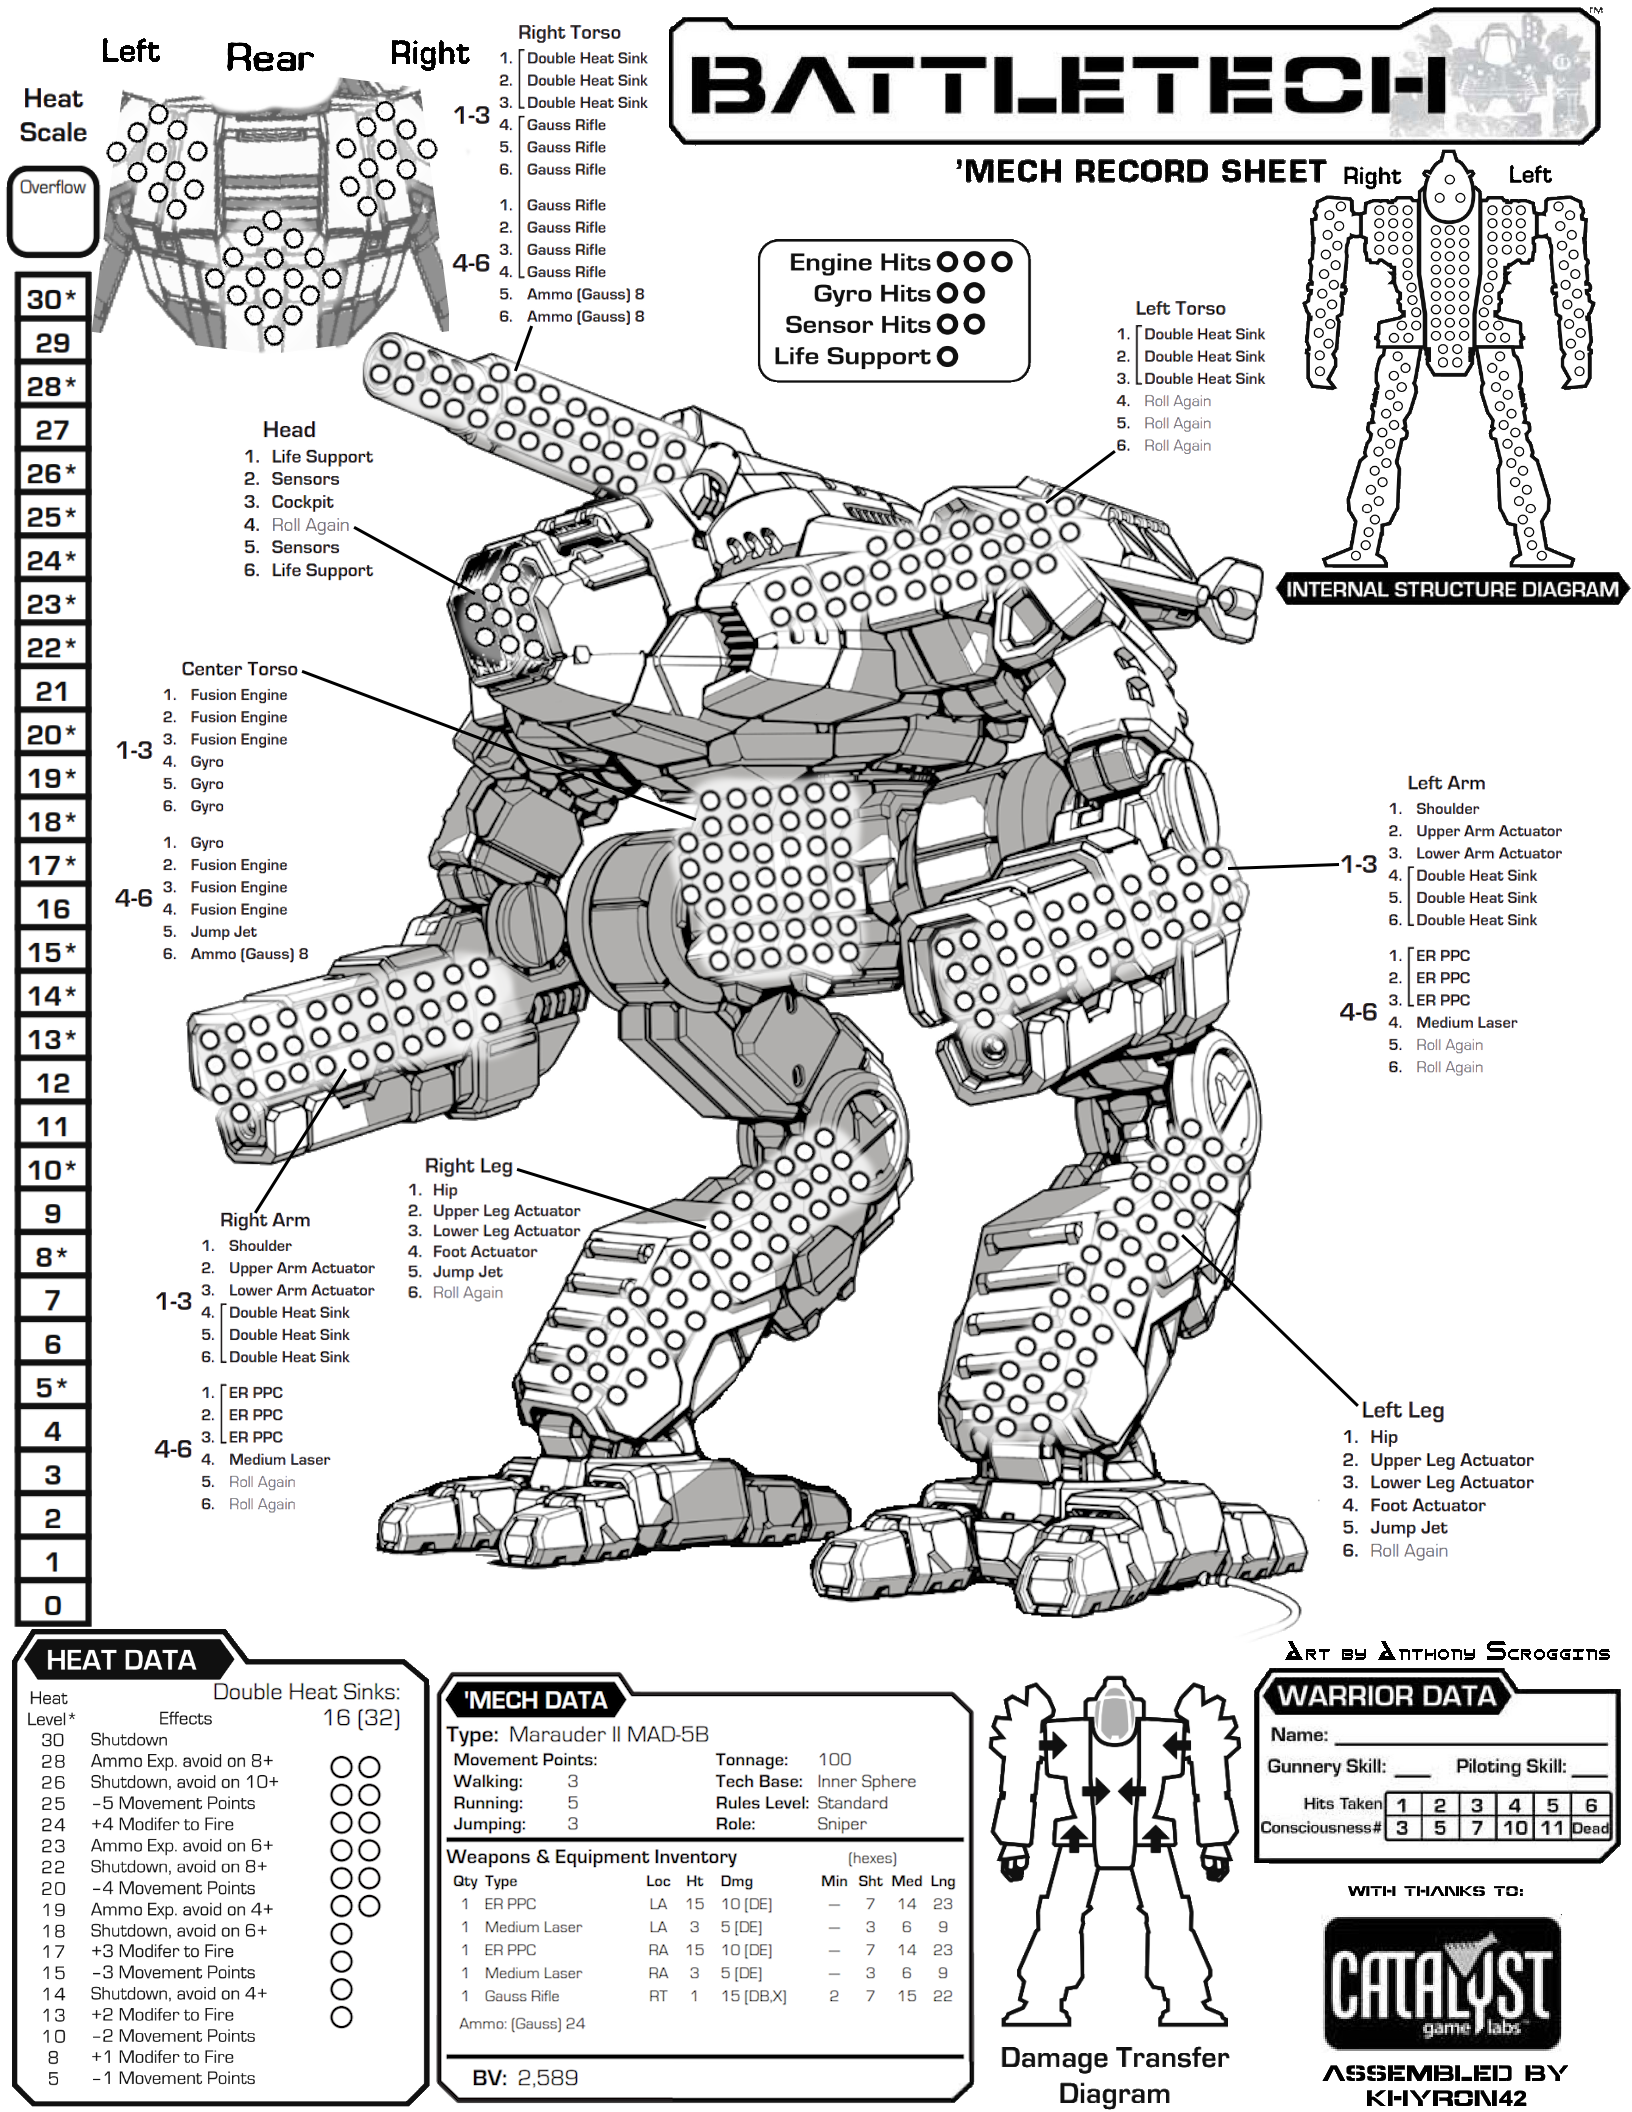 Left Rear Right
Heat
Scale
Overflow
30*
29
28*
27
26*
25*
24*
23*
22*
21
20*
19*
18*
17*
16
15*
14*
13*
12
11
10*
9
8*
7
6
5*
4
3
2
1
0
Right Torso
1-3
1. Double Heat Sink
2. Double Heat Sink
3. Double Heat Sink
4. Gauss Rifle
5. Gauss Rifle
6. Gauss Rifle
4-6
1. Gauss Rifle
2. Gauss Rifle
3. Gauss Rifle
4. Gauss Rifle
5. Ammo (Gauss) 8
6. Ammo (Gauss) 8
BATTLETECH
TM
'MECH RECORD SHEET
Right Left
INTERNAL STRUCTURE DIAGRAM
Engine Hits
Gyro Hits
Sensor Hits
Life Support
Left Torso
1. Double Heat Sink
2. Double Heat Sink
3. Double Heat Sink
4. Roll Again
5. Roll Again
6. Roll Again
Head
1. Life Support
2. Sensors
3. Cockpit
4. Roll Again
5. Sensors
6. Life Support
Center Torso
1-3
1. Fusion Engine
2. Fusion Engine
3. Fusion Engine
4. Gyro
5. Gyro
6. Gyro
4-6
1. Gyro
2. Fusion Engine
3. Fusion Engine
4. Fusion Engine
5. Jump Jet
6. Ammo (Gauss) 8
Left Arm
1-3
1. Shoulder
2. Upper Arm Actuator
3. Lower Arm Actuator
4. Double Heat Sink
5. Double Heat Sink
6. Double Heat Sink
4-6
1. ER PPC
2. ER PPC
3. ER PPC
4. Medium Laser
5. Roll Again
6. Roll Again
Right Leg
1. Hip
2. Upper Leg Actuator
3. Lower Leg Actuator
4. Foot Actuator
5. Jump Jet
6. Roll Again
Right Arm
1-3
1. Shoulder
2. Upper Arm Actuator
3. Lower Arm Actuator
4. Double Heat Sink
5. Double Heat Sink
6. Double Heat Sink
4-6
1. ER PPC
2. ER PPC
3. ER PPC
4. Medium Laser
5. Roll Again
6. Roll Again
Left Leg
1. Hip
2. Upper Leg Actuator
3. Lower Leg Actuator
4. Foot Actuator
5. Jump Jet
6. Roll Again
HEAT DATA
Double Heat Sinks:
16 (32)
Heat
Level* Effects
30 Shutdown
28 Ammo Exp. avoid on 8+
26 Shutdown, avoid on 10+
25 -5 Movement Points
24 +4 Modifer to Fire
23 Ammo Exp. avoid on 6+
22 Shutdown, avoid on 8+
20 -4 Movement Points
19 Ammo Exp. avoid on 4+
18 Shutdown, avoid on 6+
17 +3 Modifer to Fire
15 -3 Movement Points
14 Shutdown, avoid on 4+
13 +2 Modifer to Fire
10 -2 Movement Points
8 +1 Modifer to Fire
5 -1 Movement Points
'MECH DATA
Type: Marauder II MAD-5B
Movement Points: Tonnage: 100
Walking: 3 Tech Base: Inner Sphere
Running: 5 Rules Level: Standard
Jumping: 3 Role: Sniper
Weapons & Equipment Inventory (hexes)
Qty Type Loc Ht Dmg Min Sht Med Lng
1 ER PPC LA 15 10 [DE] — 7 14 23
1 Medium Laser LA 3 5 [DE] — 3 6 9
1 ER PPC RA 15 10 [DE] — 7 14 23
1 Medium Laser RA 3 5 [DE] — 3 6 9
1 Gauss Rifle RT 1 15 [DB,X] 2 7 15 22
Ammo: (Gauss) 24
BV: 2,589
Damage Transfer
Diagram
Art by Anthony Scroggins
WARRIOR DATA
Name:
Gunnery Skill: Piloting Skill:
Hits Taken 1 2 3 4 5 6
Consciousness# 3 5 7 10 11 Dead
WITH THANKS TO:
CATALYST
game labs
ASSEMBLED BY
KHYRON42